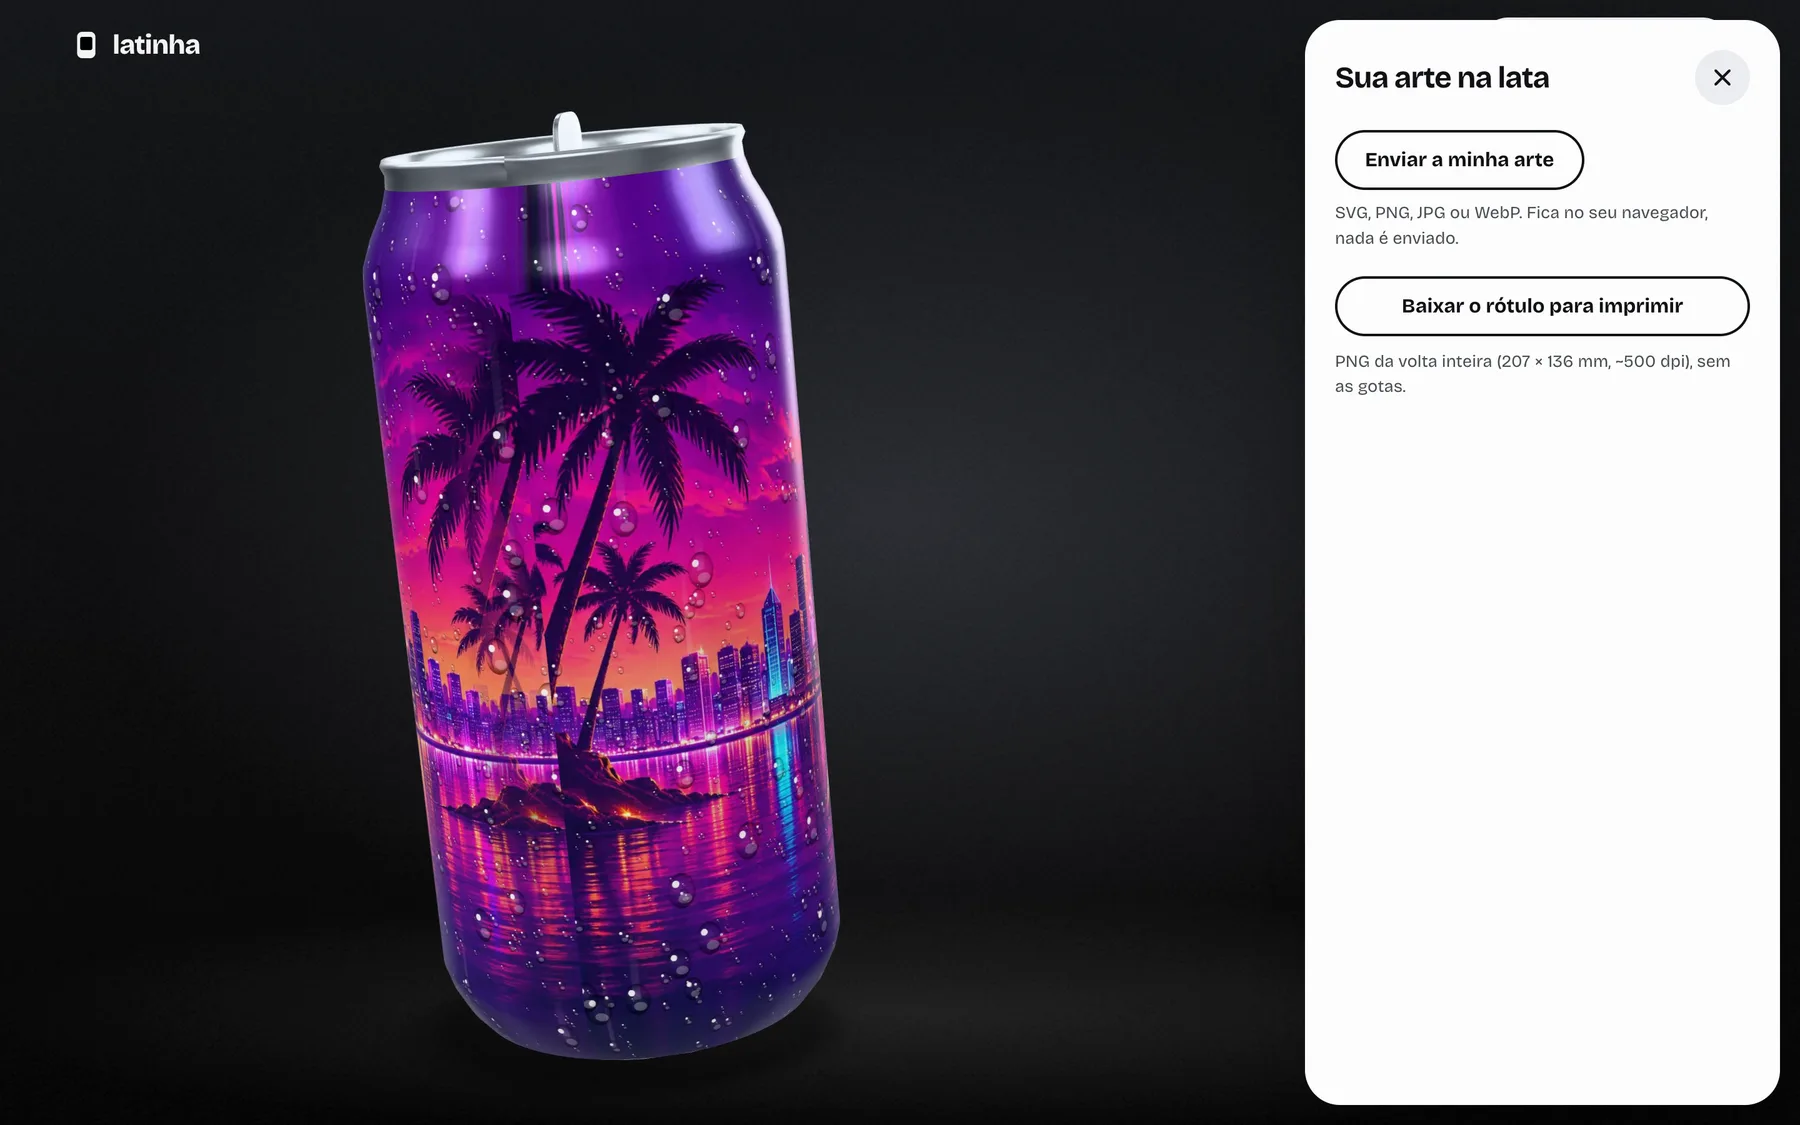 latinha
Sua arte na lata
Enviar a minha arte
SVG, PNG, JPG ou WebP. Fica no seu navegador,
nada é enviado.
Baixar o rótulo para imprimir
PNG da volta inteira (207 × 136 mm, ~500 dpi), sem
as gotas.